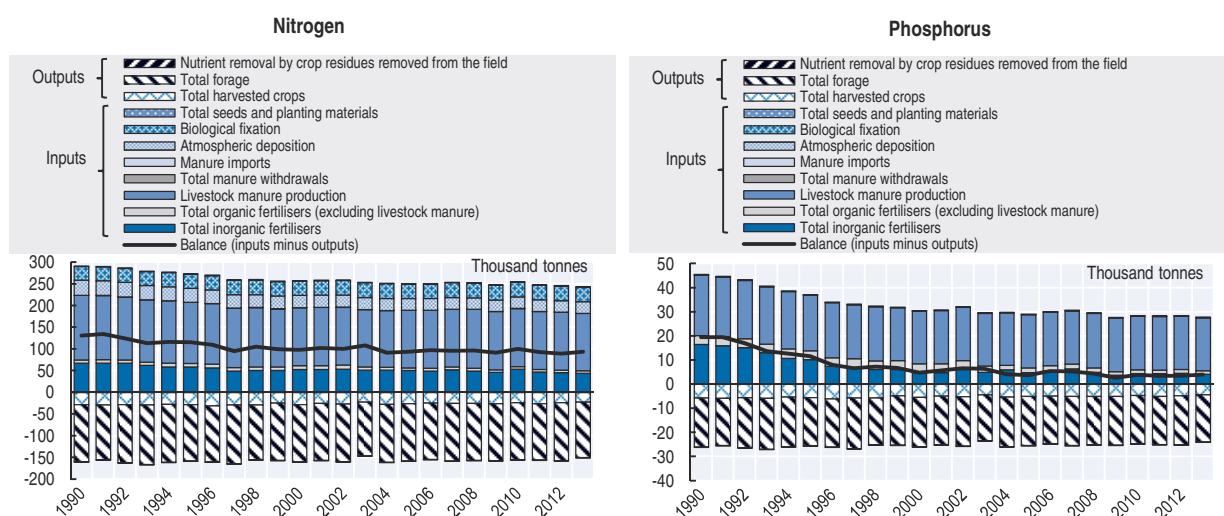 Nitrogen
Outputs
Nutrient removal by crop residues removed from the field
Total forage
Total harvested crops
Inputs
Total seeds and planting materials
Biological fixation
Atmospheric deposition
Manure imports
Total manure withdrawals
Livestock manure production
Total organic fertilisers (excluding livestock manure)
Total inorganic fertilisers
Balance (inputs minus outputs)
Thousand tonnes
300
250
200
150
100
50
0
-50
-100
-150
-200
1990 1992 1994 1996 1998 2000 2002 2004 2006 2008 2010 2012
Phosphorus
Outputs
Nutrient removal by crop residues removed from the field
Total forage
Total harvested crops
Inputs
Total seeds and planting materials
Biological fixation
Atmospheric deposition
Manure imports
Total manure withdrawals
Livestock manure production
Total organic fertilisers (excluding livestock manure)
Total inorganic fertilisers
Balance (inputs minus outputs)
Thousand tonnes
50
40
30
20
10
0
-10
-20
-30
-40
1990 1992 1994 1996 1998 2000 2002 2004 2006 2008 2010 2012